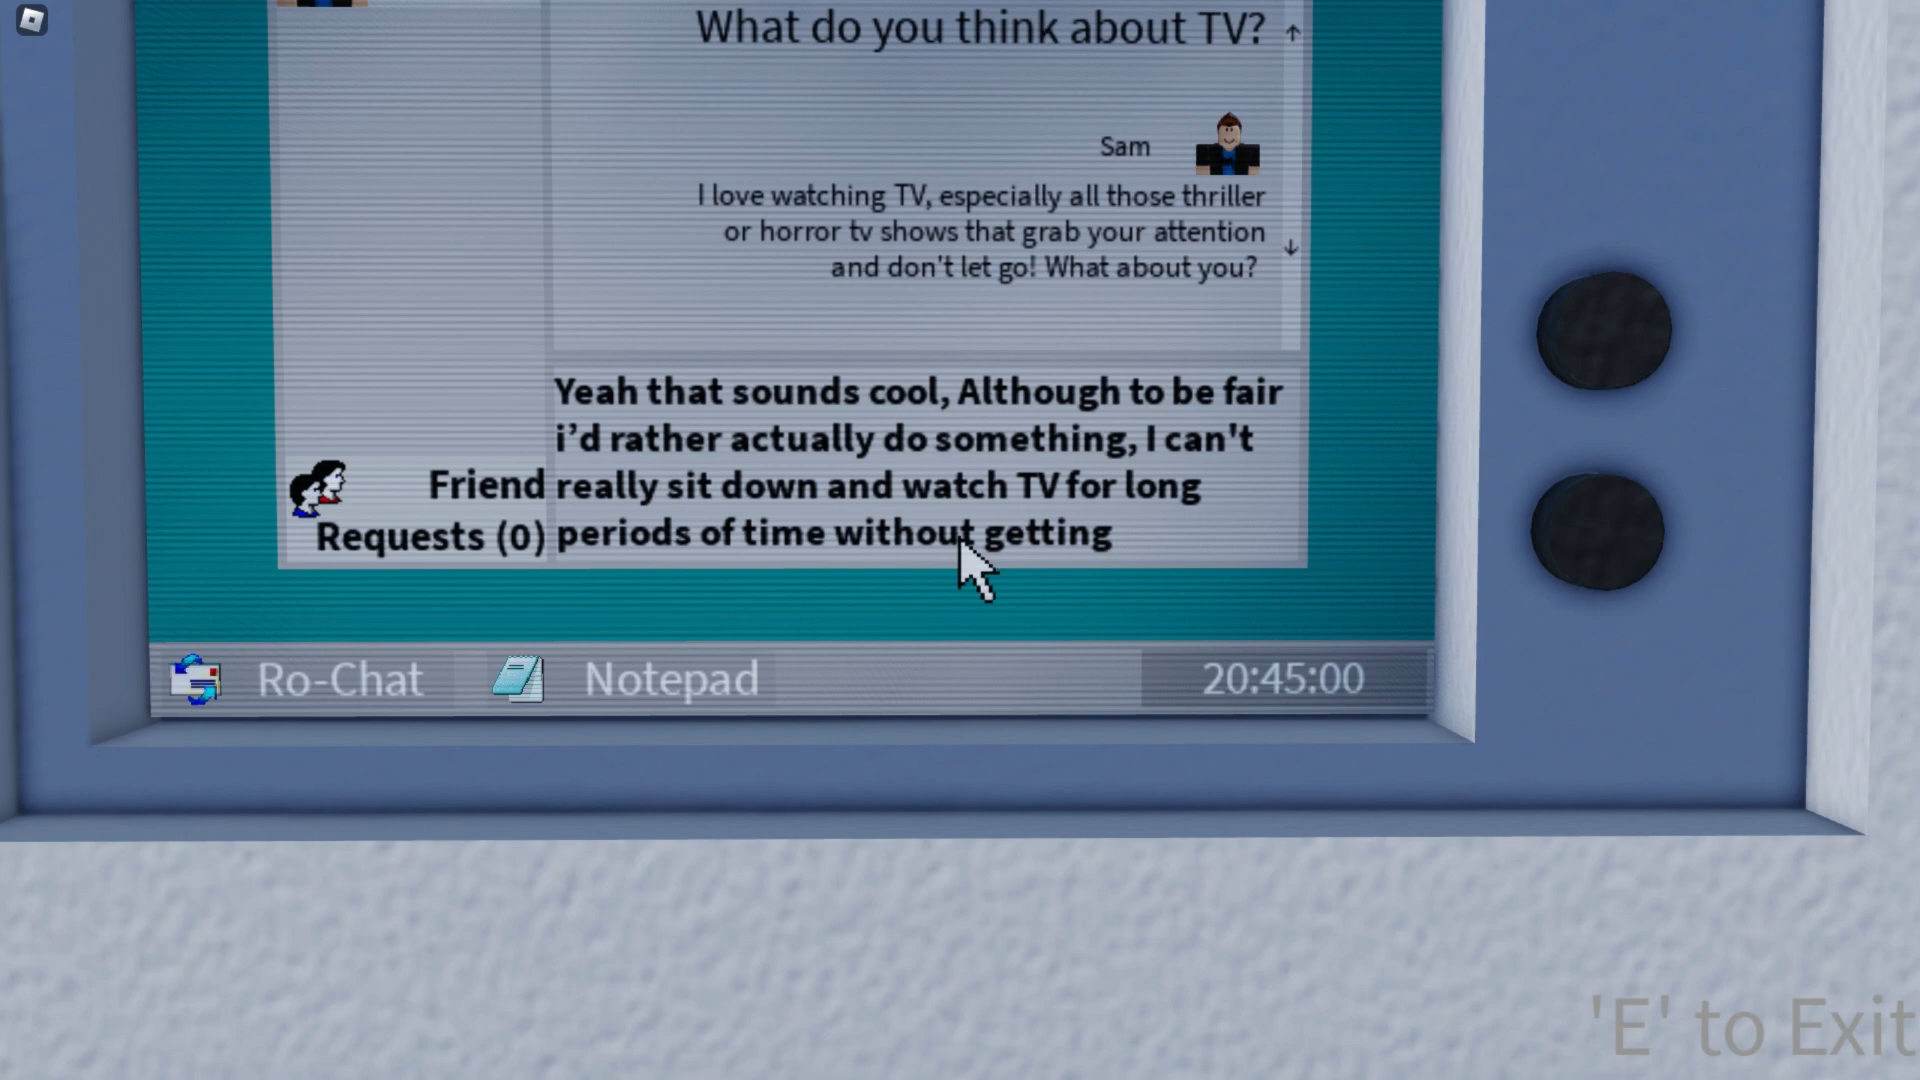 What do you think about TV? ↑
Sam
I love watching TV, especially all those thriller
or horror tv shows that grab your attention
and don't let go! What about you?
↓
Yeah that sounds cool, Although to be fair
i’d rather actually do something, I can't
really sit down and watch TV for long
periods of time without getting
Friend
Requests (0)
Ro-Chat
Notepad
20:45:00
'E' to Exit